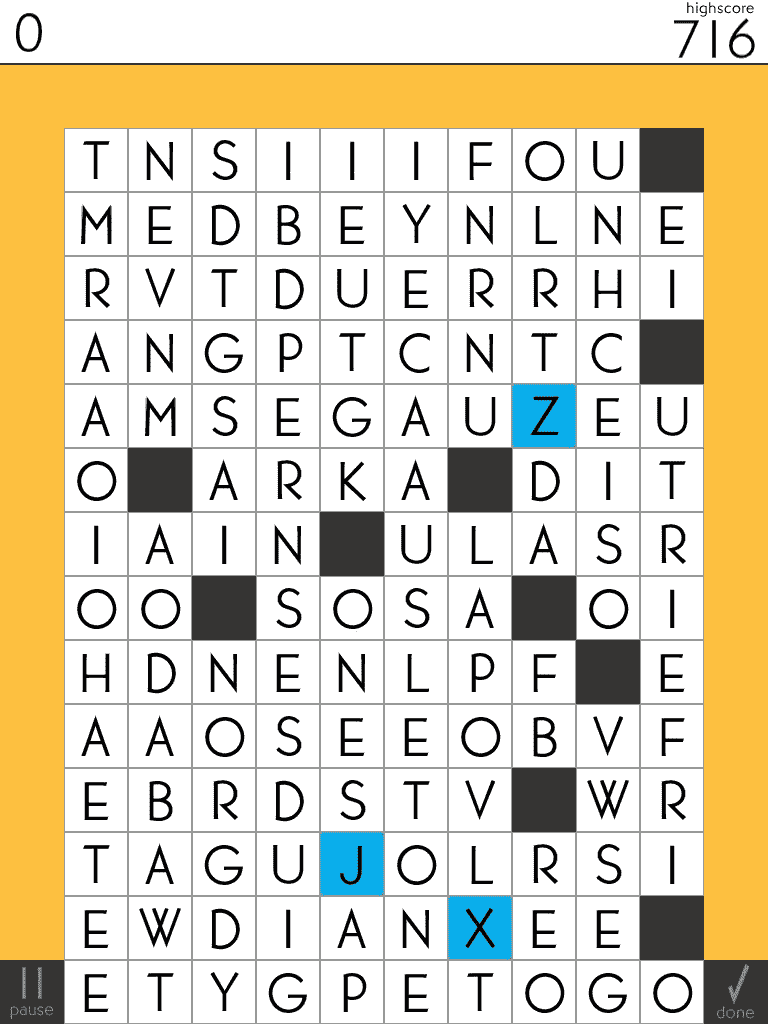 highscore
0 716
T N S I I I F O U
M E D B E Y N L N E
R V T D U E R R H I
A N G P T C N T C
A M S E G A U Z E U
O A R K A D I T
I A I N U L A S R
O O S O S A O I
H D N E N L P F E
A A O S E E O B V F
E B R D S T V W R
T A G U J O L R S I
E W D I A N X E E
E T Y G P E T O G O
pause done